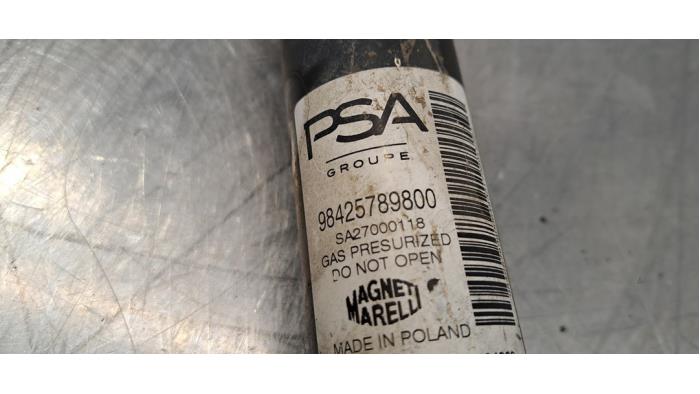 PSA
GROUPE
98425789800
SA27000118
GAS PRESURIZED
DO NOT OPEN
MAGNETI
MARELLI
MADE IN POLAND